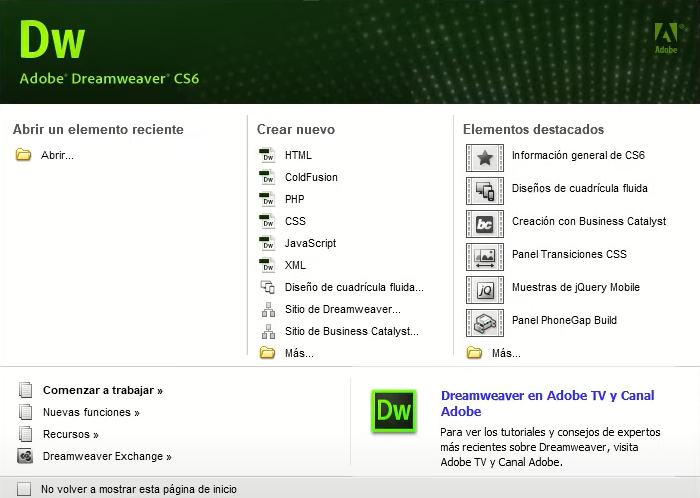 Dw
Adobe® Dreamweaver® CS6
Adobe
Abrir un elemento reciente
Abrir...
Crear nuevo
Dw HTML
Dw ColdFusion
Dw PHP
Dw CSS
Dw JavaScript
Dw XML
Diseño de cuadrícula fluida...
Sitio de Dreamweaver...
Sitio de Business Catalyst...
Más...
Elementos destacados
Información general de CS6
Diseños de cuadrícula fluida
bc Creación con Business Catalyst
Panel Transiciones CSS
jQ Muestras de jQuery Mobile
Panel PhoneGap Build
Más...
Comenzar a trabajar »
Nuevas funciones »
Recursos »
Dreamweaver Exchange »
Dw
Dreamweaver en Adobe TV y Canal
Adobe
Para ver los tutoriales y consejos de expertos
más recientes sobre Dreamweaver, visita
Adobe TV y Canal Adobe.
No volver a mostrar esta página de inicio